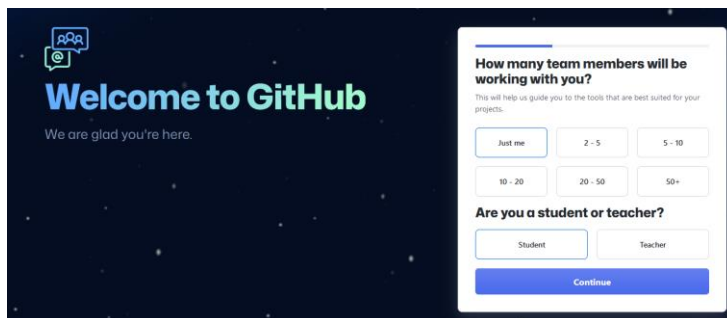 @
Welcome to GitHub
We are glad you're here.
How many team members will be
working with you?
This will help us guide you to the tools that are best suited for your
projects.
Just me
2 - 5
5 - 10
10 - 20
20 - 50
50+
Are you a student or teacher?
Student
Teacher
Continue